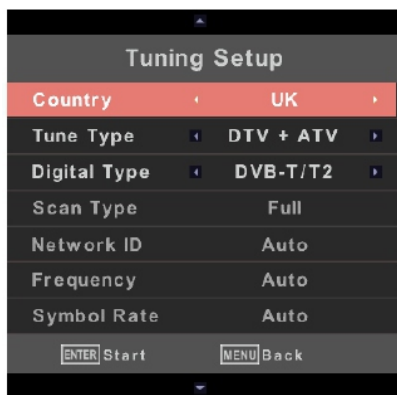 Tuning Setup
Country UK
Tune Type DTV + ATV
Digital Type DVB-T/T2
Scan Type Full
Network ID Auto
Frequency Auto
Symbol Rate Auto
ENTER Start MENU Back